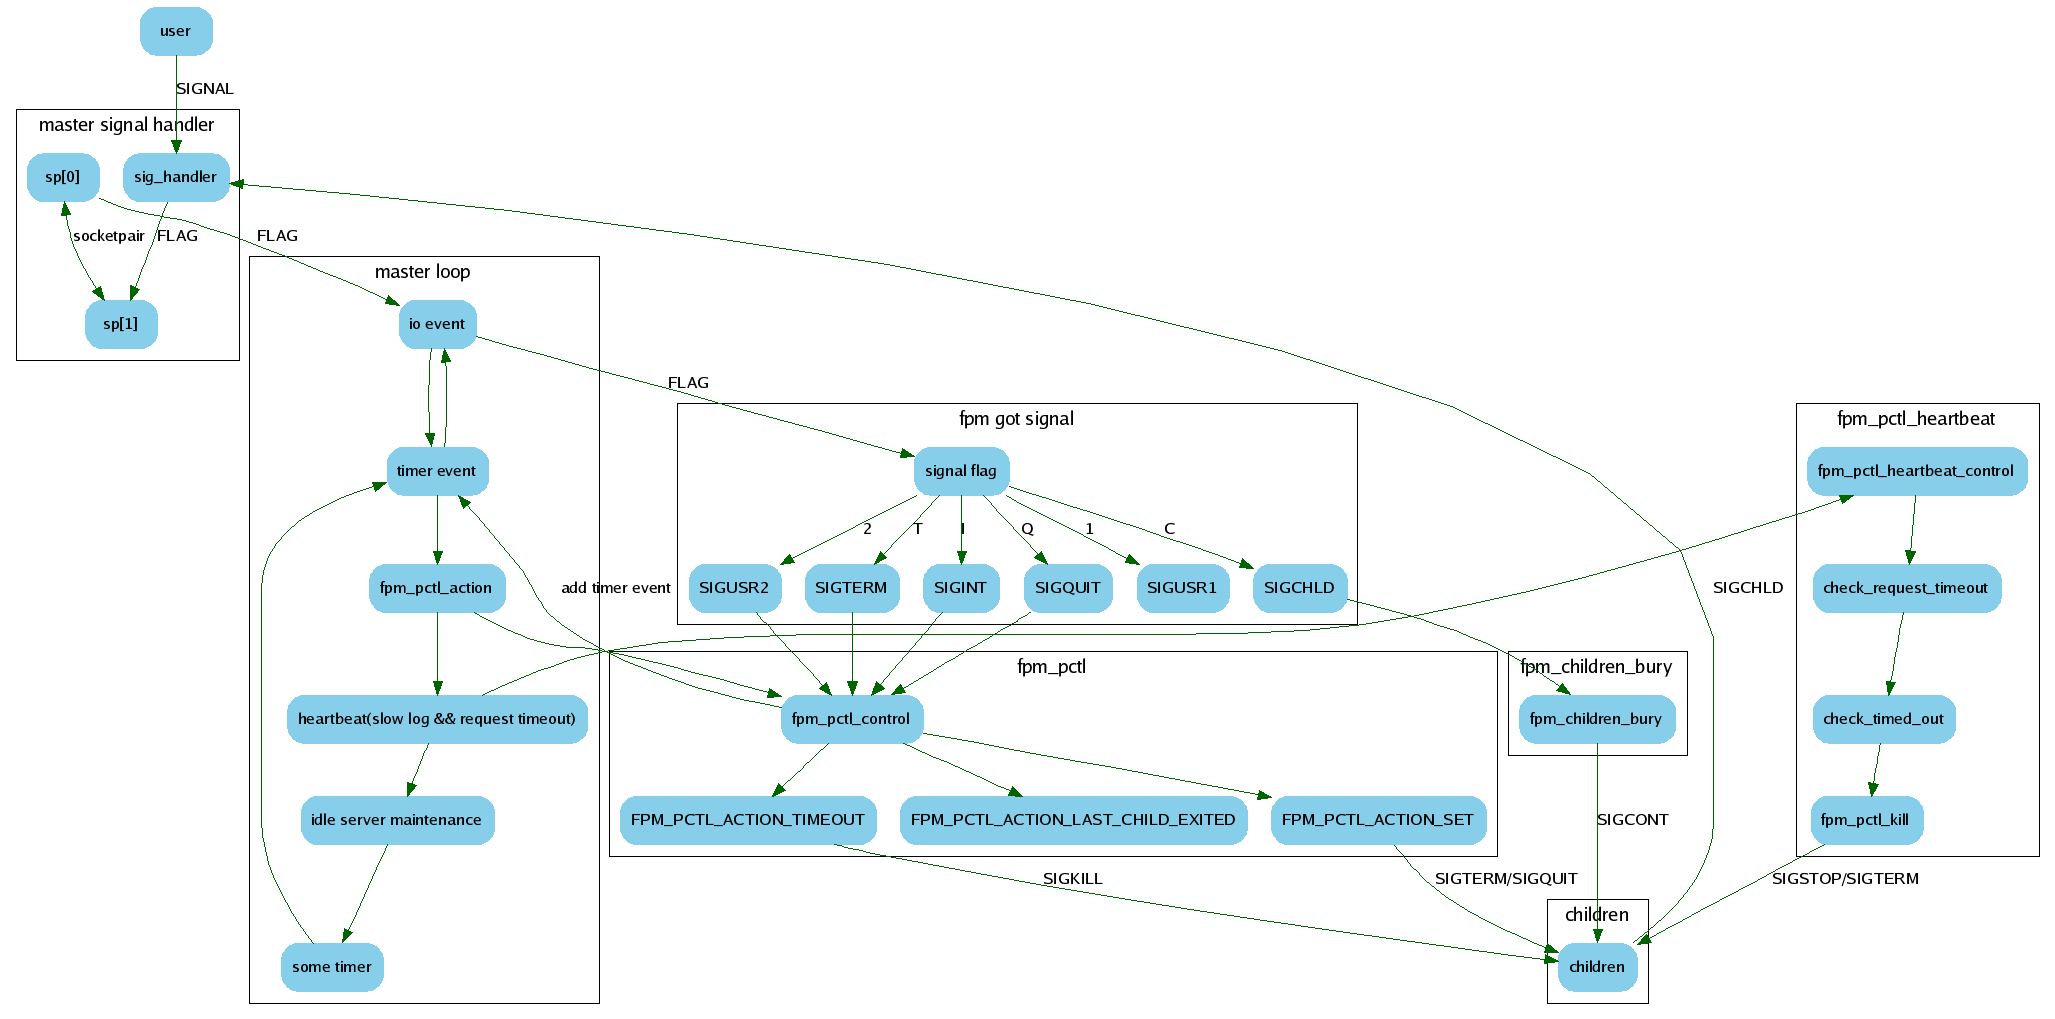 user
SIGNAL
master signal handler
sp[0]
sig_handler
socketpair
FLAG
FLAG
master loop
sp[1]
io event
FLAG
fpm got signal
fpm_pctl_heartbeat
timer event
signal flag
fpm_pctl_heartbeat_control
2
T
I
Q
1
C
fpm_pctl_action
add timer event
SIGUSR2
SIGTERM
SIGINT
SIGQUIT
SIGUSR1
SIGCHLD
SIGCHLD
check_request_timeout
fpm_pctl
fpm_children_bury
heartbeat(slow log && request timeout)
fpm_pctl_control
fpm_children_bury
check_timed_out
idle server maintenance
FPM_PCTL_ACTION_TIMEOUT
FPM_PCTL_ACTION_LAST_CHILD_EXITED
FPM_PCTL_ACTION_SET
SIGCONT
fpm_pctl_kill
SIGKILL
SIGTERM/SIGQUIT
SIGSTOP/SIGTERM
children
some timer
children